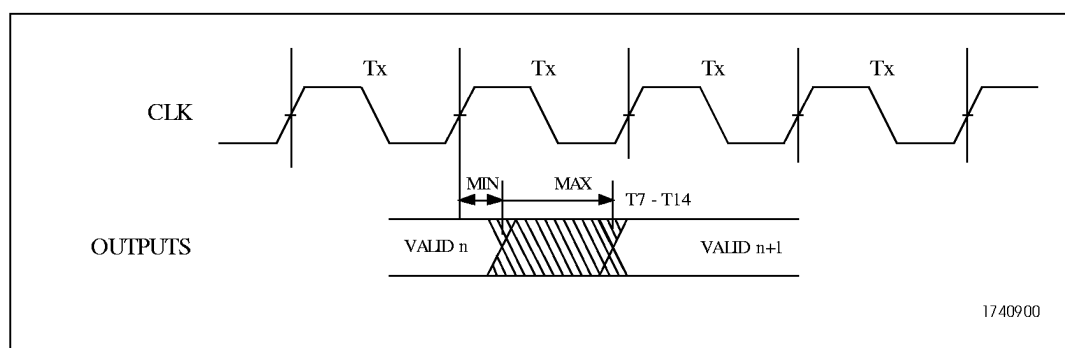 Tx Tx Tx Tx
CLK
MIN MAX T7 - T14
OUTPUTS VALID n VALID n+1
1740900